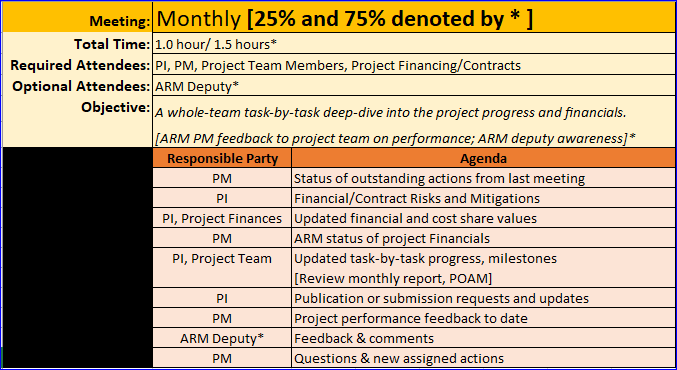 Meeting: Monthly [25% and 75% denoted by * ]
Total Time: 1.0 hour/ 1.5 hours*
Required Attendees: PI, PM, Project Team Members, Project Financing/Contracts
Optional Attendees: ARM Deputy*
Objective: A whole-team task-by-task deep-dive into the project progress and financials.
[ARM PM feedback to project team on performance; ARM deputy awareness]*
Responsible Party Agenda
PM Status of outstanding actions from last meeting
PI Financial/Contract Risks and Mitigations
PI, Project Finances Updated financial and cost share values
PM ARM status of project Financials
PI, Project Team Updated task-by-task progress, milestones
[Review monthly report, POAM]
PI Publication or submission requests and updates
PM Project performance feedback to date
ARM Deputy* Feedback & comments
PM Questions & new assigned actions